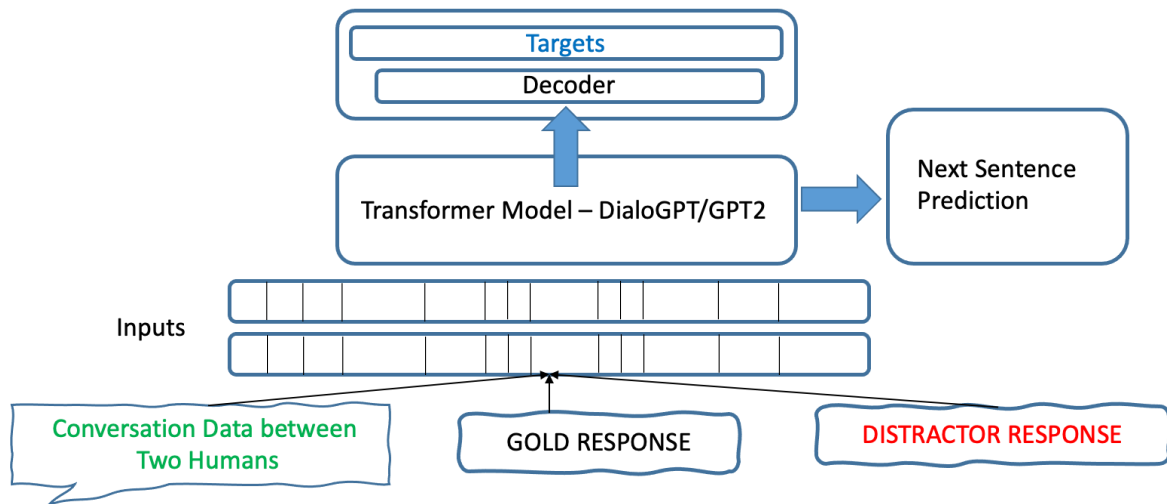 Targets
Decoder
Transformer Model – DialoGPT/GPT2
Next Sentence
Prediction
Inputs
Conversation Data between
Two Humans
GOLD RESPONSE
DISTRACTOR RESPONSE